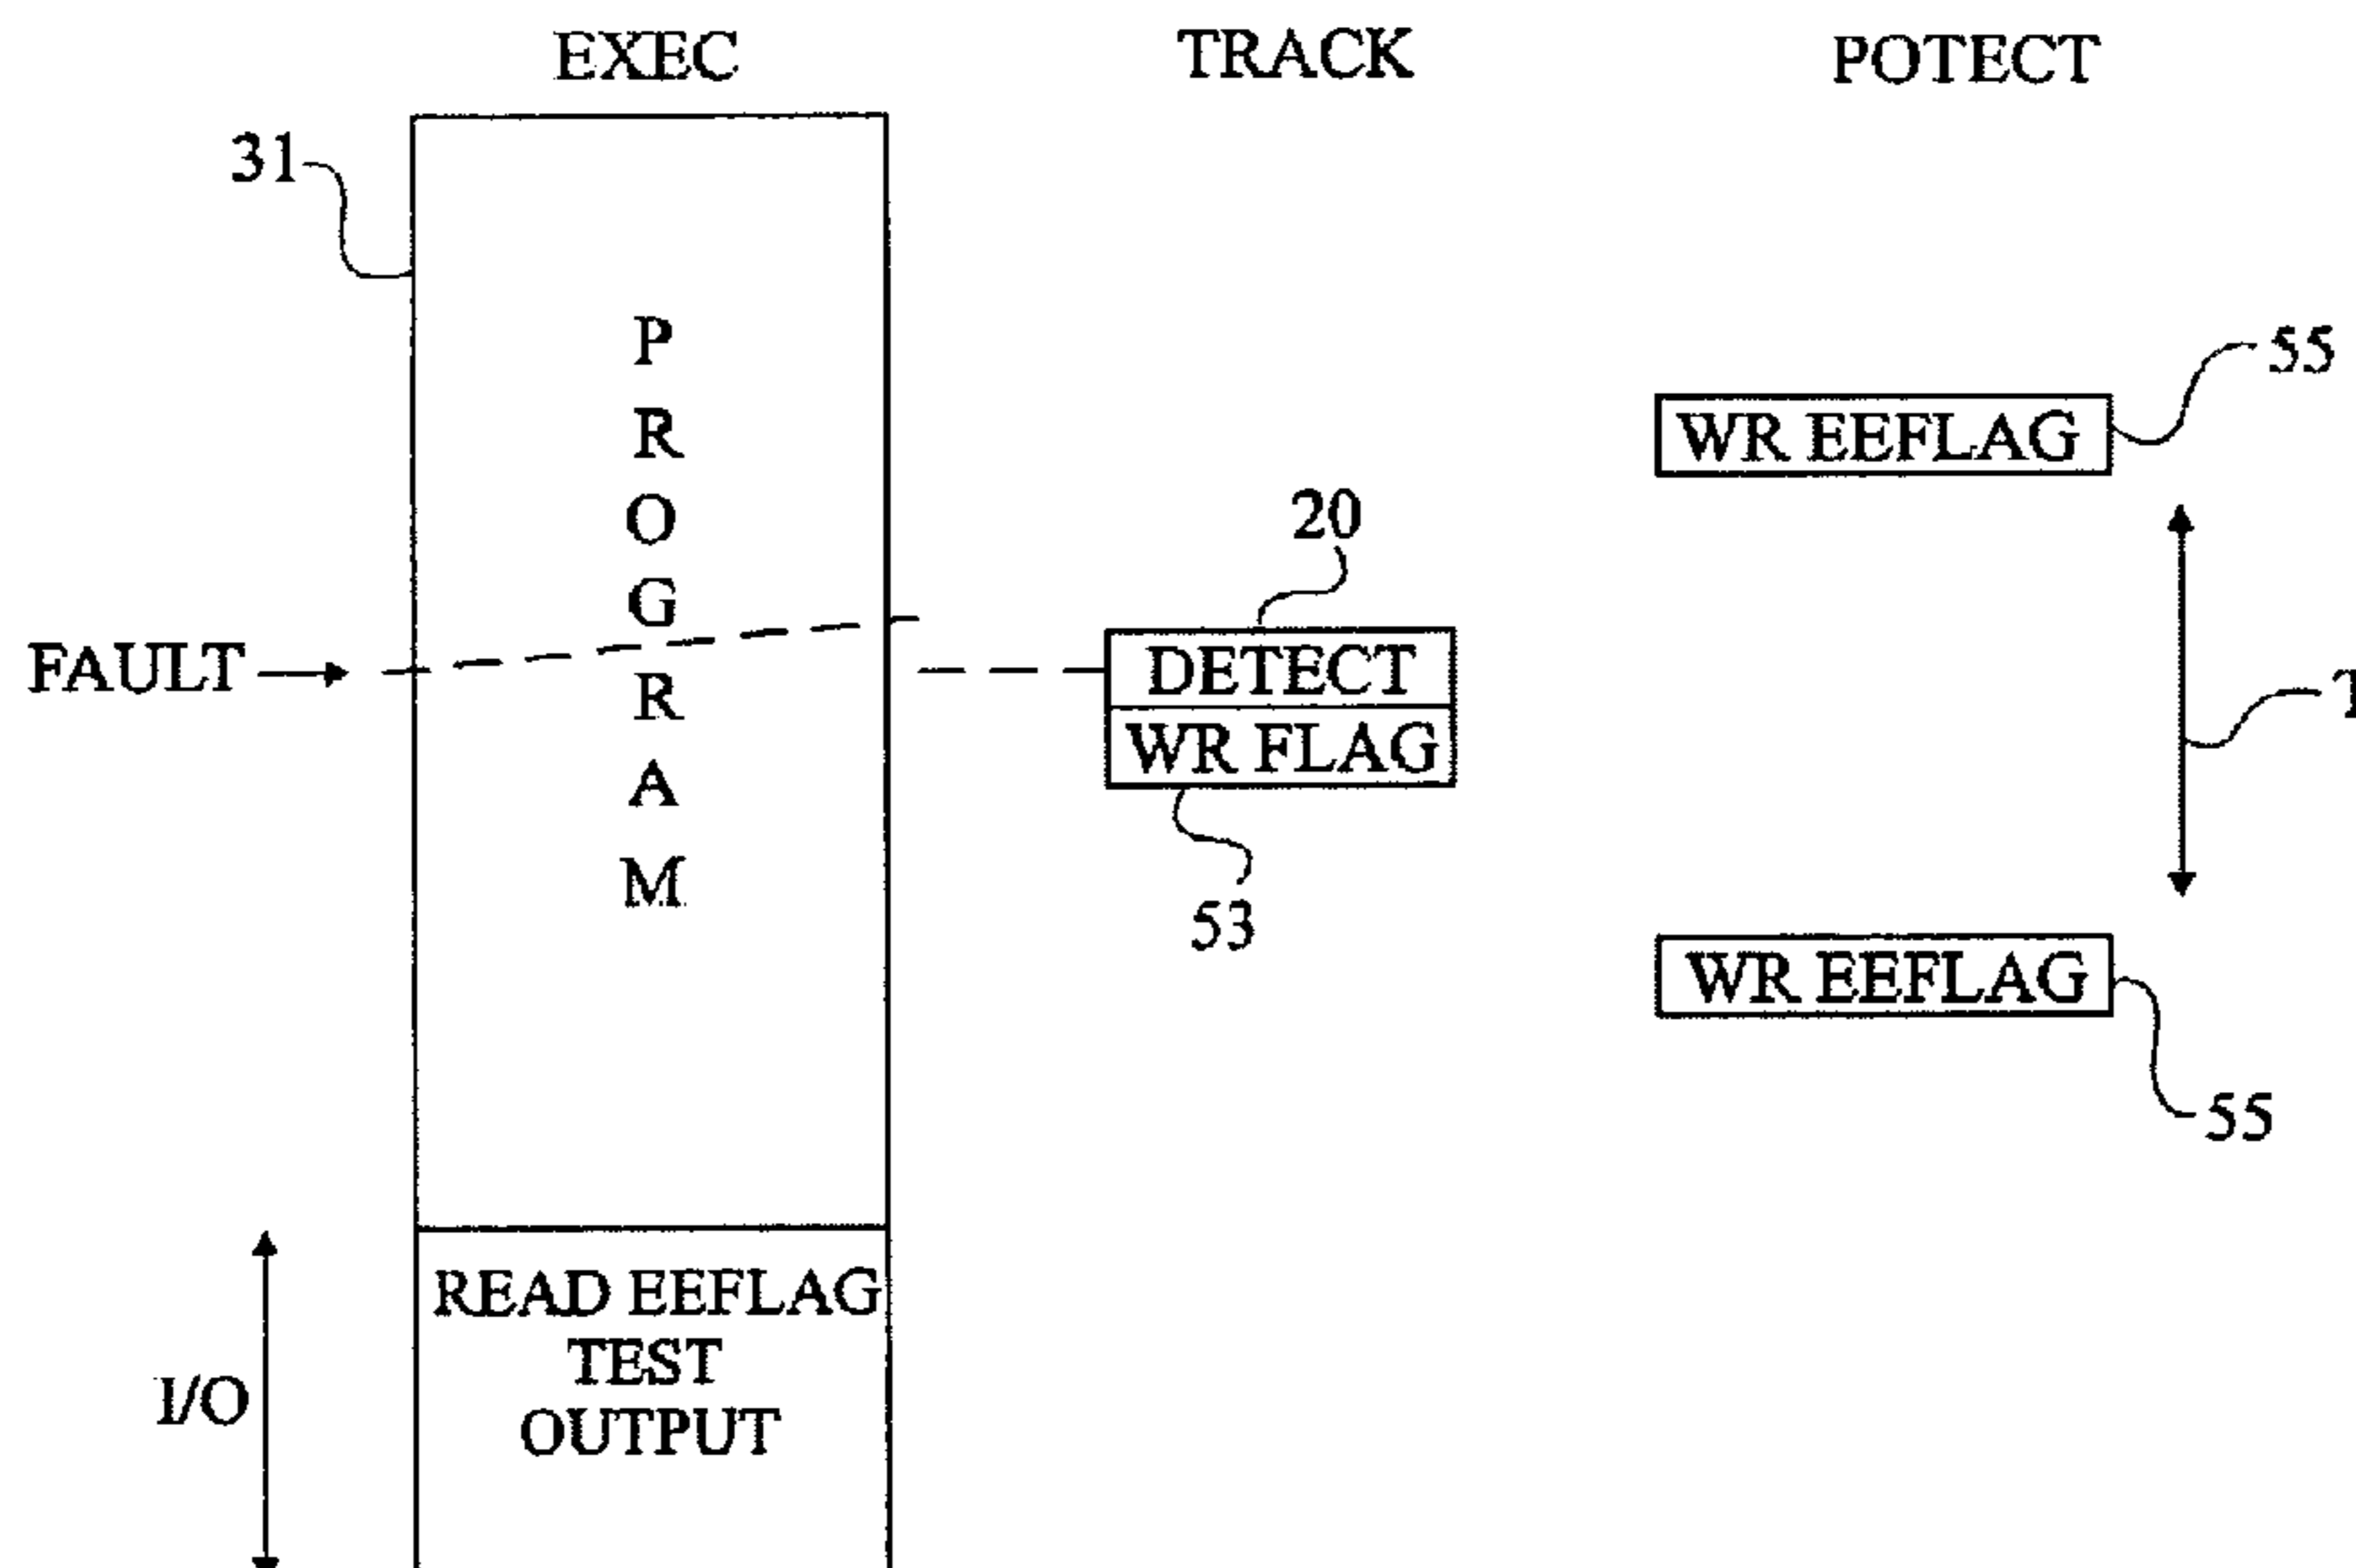 EXEC
TRACK
POTECT
31
P
R
O
G
R
A
M
55
WR EEFLAG
20
FAULT
DETECT
WR FLAG
53
WR EEFLAG
55
READ EEFLAG
TEST
OUTPUT
I/O